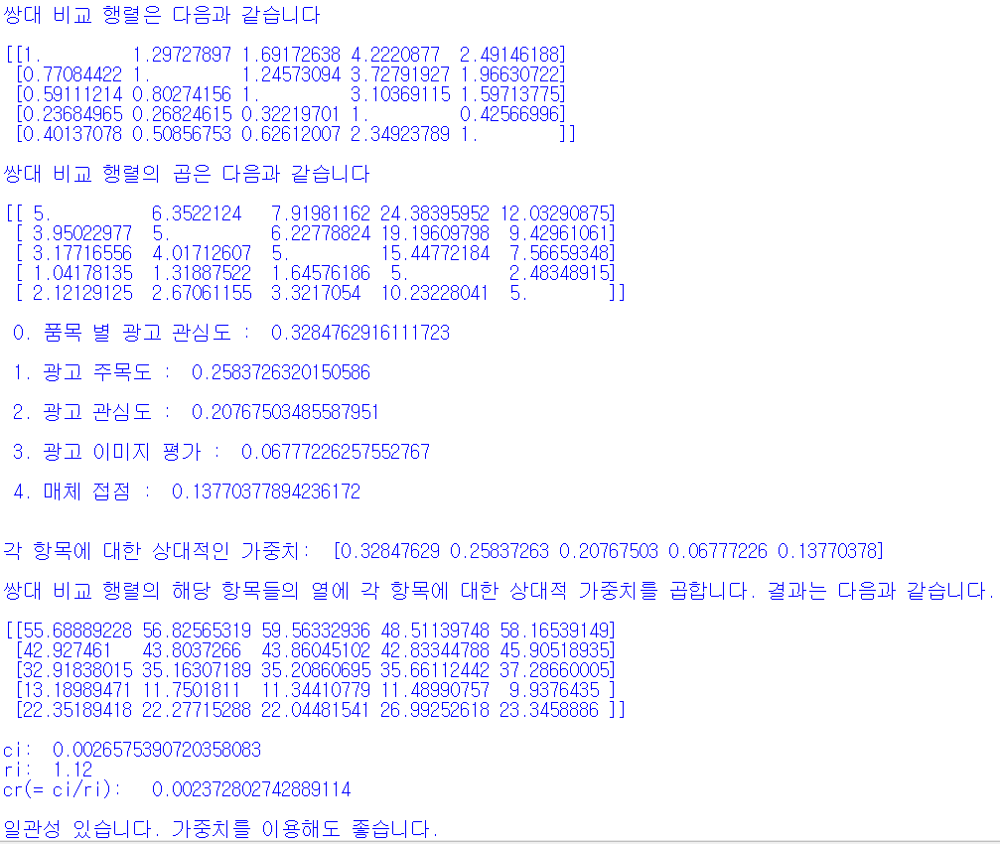 쌍대 비교 행렬은 다음과 같습니다
[[1.         1.29727897 1.69172638 4.2220877  2.49146188]
[0.77084422 1.         1.24573094 3.72791927 1.96630722]
[0.59111214 0.80274156 1.         3.10369115 1.59713775]
[0.23684965 0.26824615 0.32219701 1.         0.42566996]
[0.40137078 0.50856753 0.62612007 2.34923789 1.        ]]
쌍대 비교 행렬의 곱은 다음과 같습니다
[[ 5.          6.3522124   7.91981162 24.38395952 12.03290875]
[ 3.95022977  5.          6.22778824 19.19609798  9.42961061]
[ 3.17716556  4.01712607  5.         15.44772184  7.56659348]
[ 1.04178135  1.31887522  1.64576186  5.          2.48348915]
[ 2.12129125  2.67061155  3.3217054  10.23228041  5.        ]]
0. 품목 별 광고 관심도 :  0.3284762916111723
1. 광고 주목도 :  0.2583726320150586
2. 광고 관심도 :  0.20767503485587951
3. 광고 이미지 평가 :  0.06777226257552767
4. 매체 접점 :  0.13770377894236172
각 항목에 대한 상대적인 가중치:  [0.32847629 0.25837263 0.20767503 0.06777226 0.13770378]
쌍대 비교 행렬의 해당 항목들의 열에 각 항목에 대한 상대적 가중치를 곱합니다. 결과는 다음과 같습니다.
[[55.68889228 56.82565319 59.56332936 48.51139748 58.16539149]
[42.927461   43.8037266  43.86045102 42.83344788 45.90518935]
[32.91838015 35.16307189 35.20860695 35.66112442 37.28660005]
[13.18989471 11.7501811  11.34410779 11.48990757  9.9376435 ]
[22.35189418 22.27715288 22.04481541 26.99252618 23.3458886 ]]
ci:  0.0026575390720358083
ri:  1.12
cr(= ci/ri):   0.002372802742889114
일관성 있습니다. 가중치를 이용해도 좋습니다.